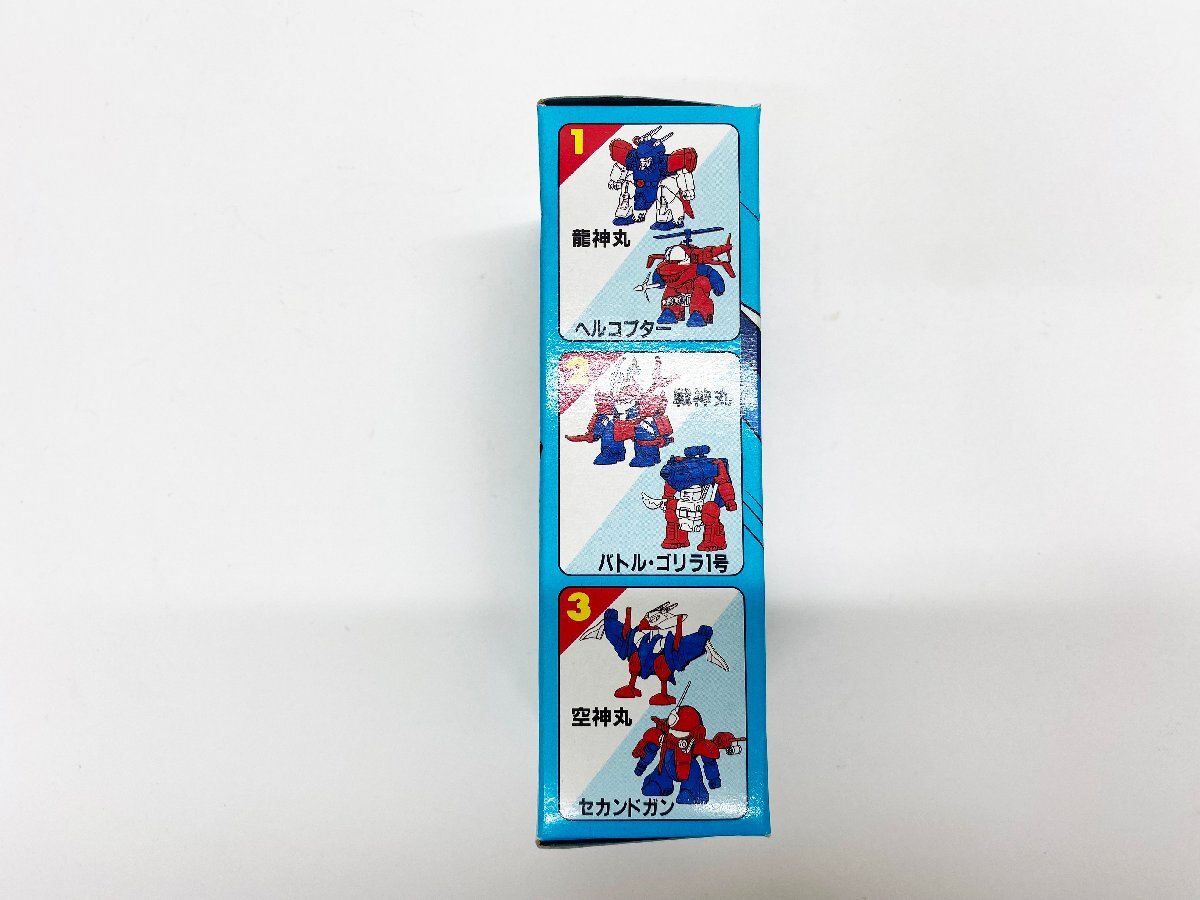 1
龍神丸
ヘルコプター
2
戦神丸
バトル・ゴリラ1号
3
空神丸
セカンドガン